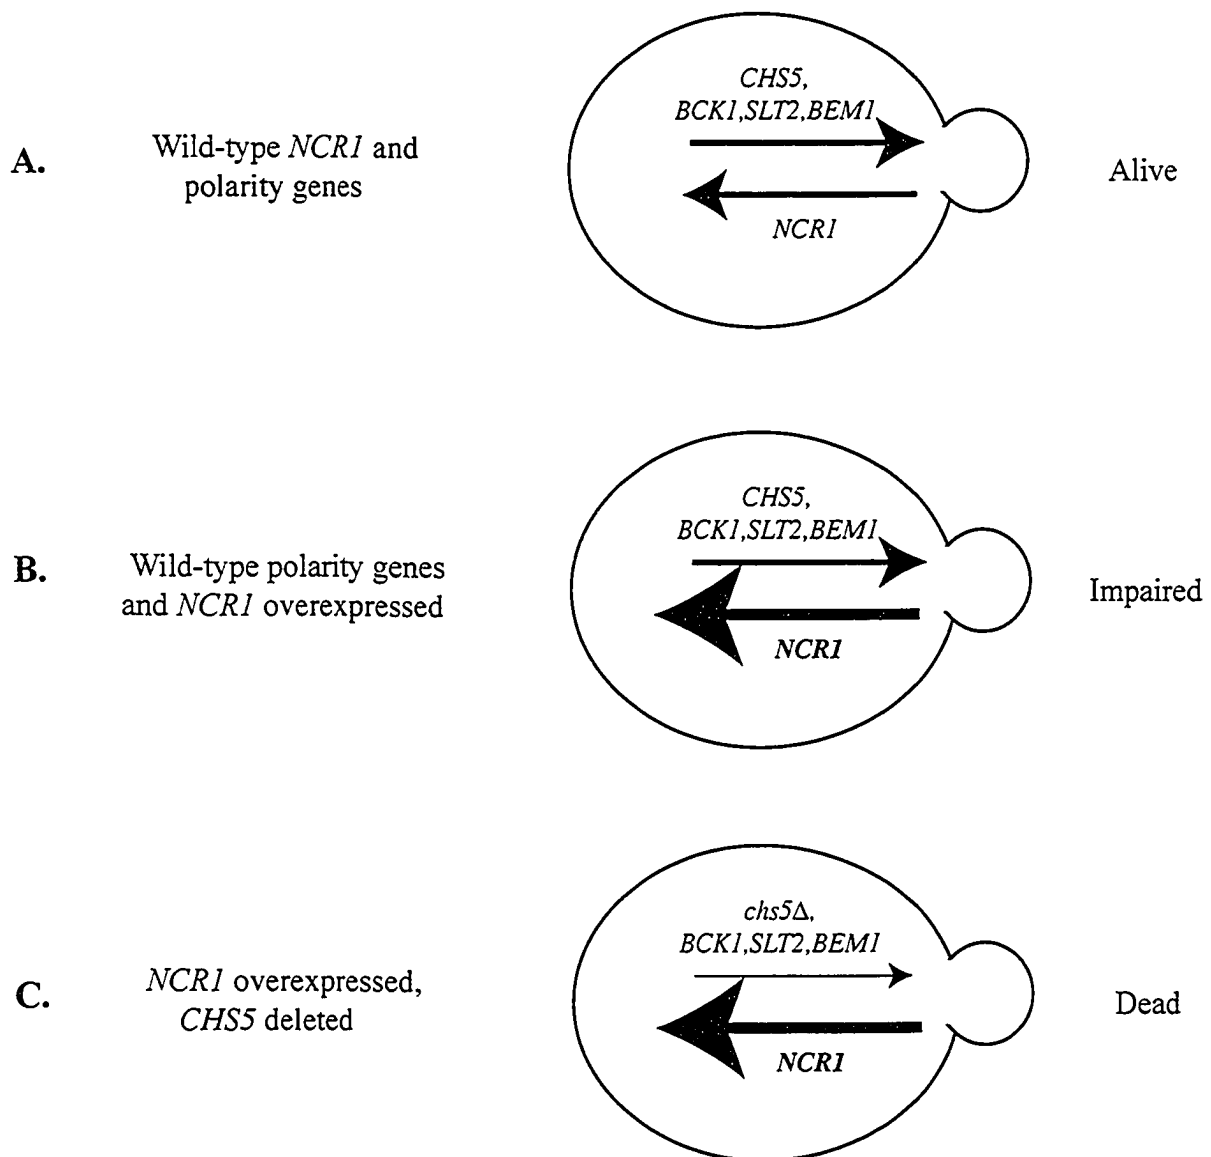 A.
Wild-type NCR1 and
polarity genes
CHS5,
BCK1,SLT2,BEM1
NCR1
Alive
B.
Wild-type polarity genes
and NCR1 overexpressed
CHS5,
BCK1,SLT2,BEM1
NCR1
Impaired
C.
NCR1 overexpressed,
CHS5 deleted
chs5Δ,
BCK1,SLT2,BEM1
NCR1
Dead